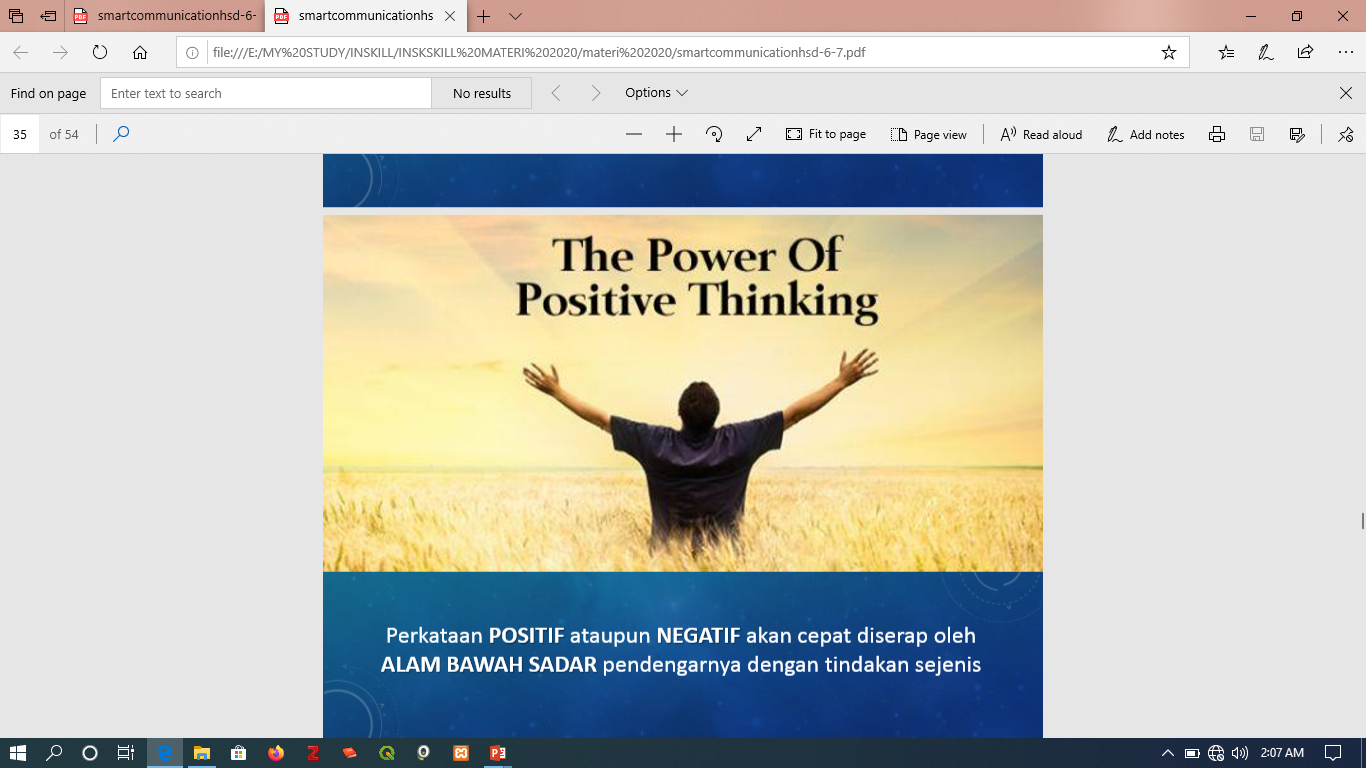 smartcommunicationhsd-6-
smartcommunicationhs
file:///E:/MY%20STUDY/INSKILL/INSKSKILL%20MATERI%202020/materi%202020/smartcommunicationhsd-6-7.pdf
Find on page
Enter text to search
No results
Options
35
of 54
Fit to page
Page view
Read aloud
Add notes
The Power Of
Positive Thinking
Perkataan POSITIF ataupun NEGATIF akan cepat diserap oleh
ALAM BAWAH SADAR pendengarnya dengan tindakan sejenis
2:07 AM